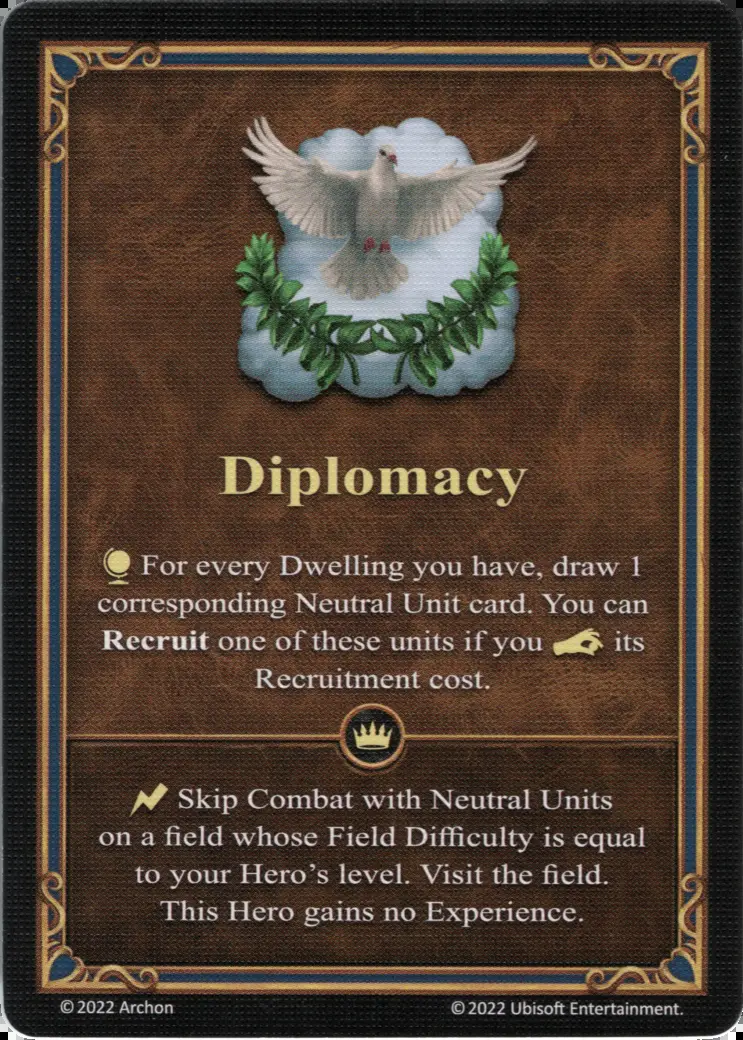 Diplomacy
For every Dwelling you have, draw 1
corresponding Neutral Unit card. You can
Recruit one of these units if you its
Recruitment cost.
Skip Combat with Neutral Units
on a field whose Field Difficulty is equal
to your Hero’s level. Visit the field.
This Hero gains no Experience.
© 2022 Archon
© 2022 Ubisoft Entertainment.